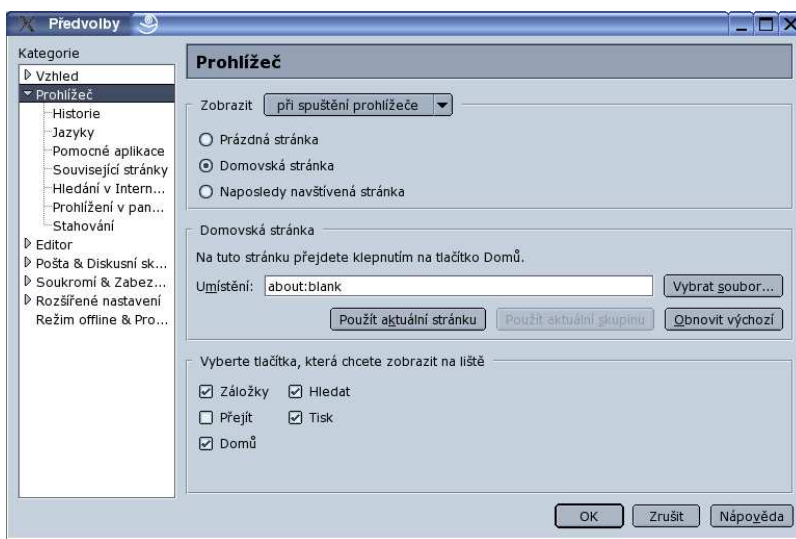 Předvolby
Kategorie
Vzhled
Prohlížeč
Historie
Jazyky
Pomocné aplikace
Související stránky
Hledání v Intern...
Prohlížení v pan...
Stahování
Editor
Pošta & Diskusní sk...
Soukromí & Zabez...
Rozšířené nastavení
Režim offline & Pro...
Prohlížeč
Zobrazit při spuštění prohlížeče
Prázdná stránka
Domovská stránka
Naposledy navštívená stránka
Domovská stránka
Na tuto stránku přejdete klepnutím na tlačítko Domů.
Umístění: about:blank Vybrat soubor...
Použít aktuální stránku Použít aktuální skupinu Obnovit výchozí
Vyberte tlačítka, která chcete zobrazit na liště
Záložky Hledat
Přejít Tisk
Domů
OK Zrušit Nápověda